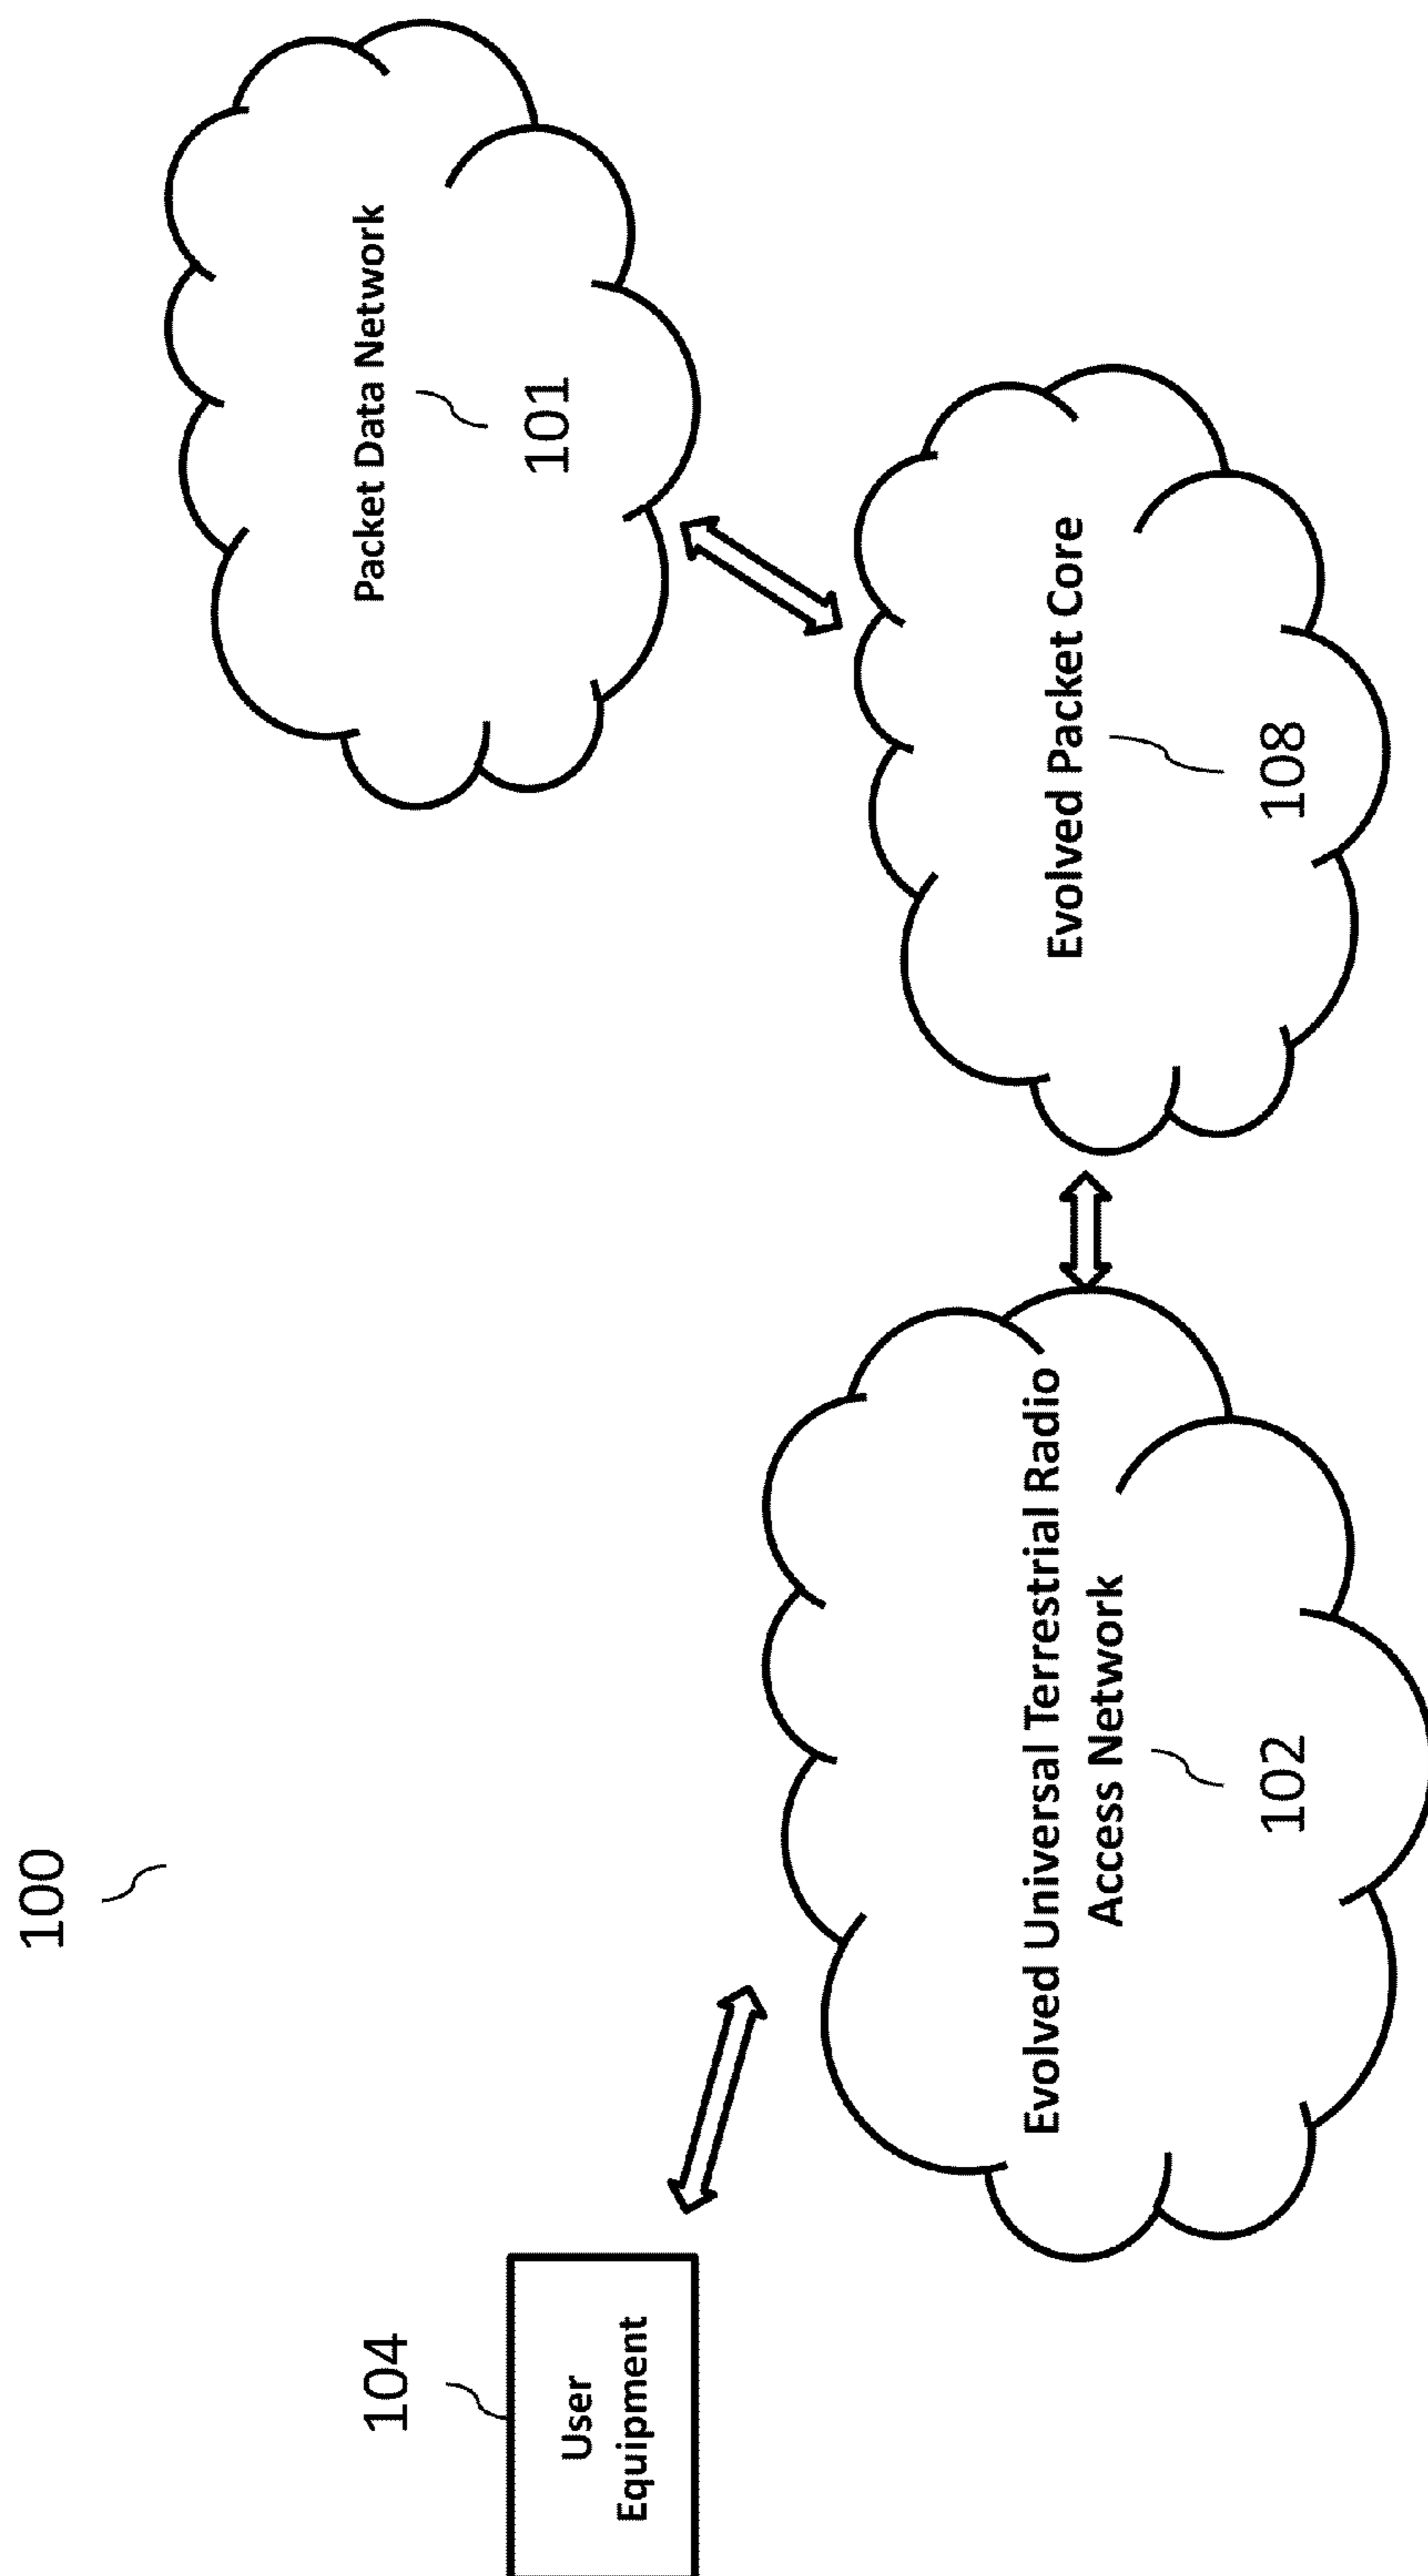 100
Packet Data Network
101
104
User
Equipment
Evolved Universal Terrestrial Radio
Access Network
102
Evolved Packet Core
108